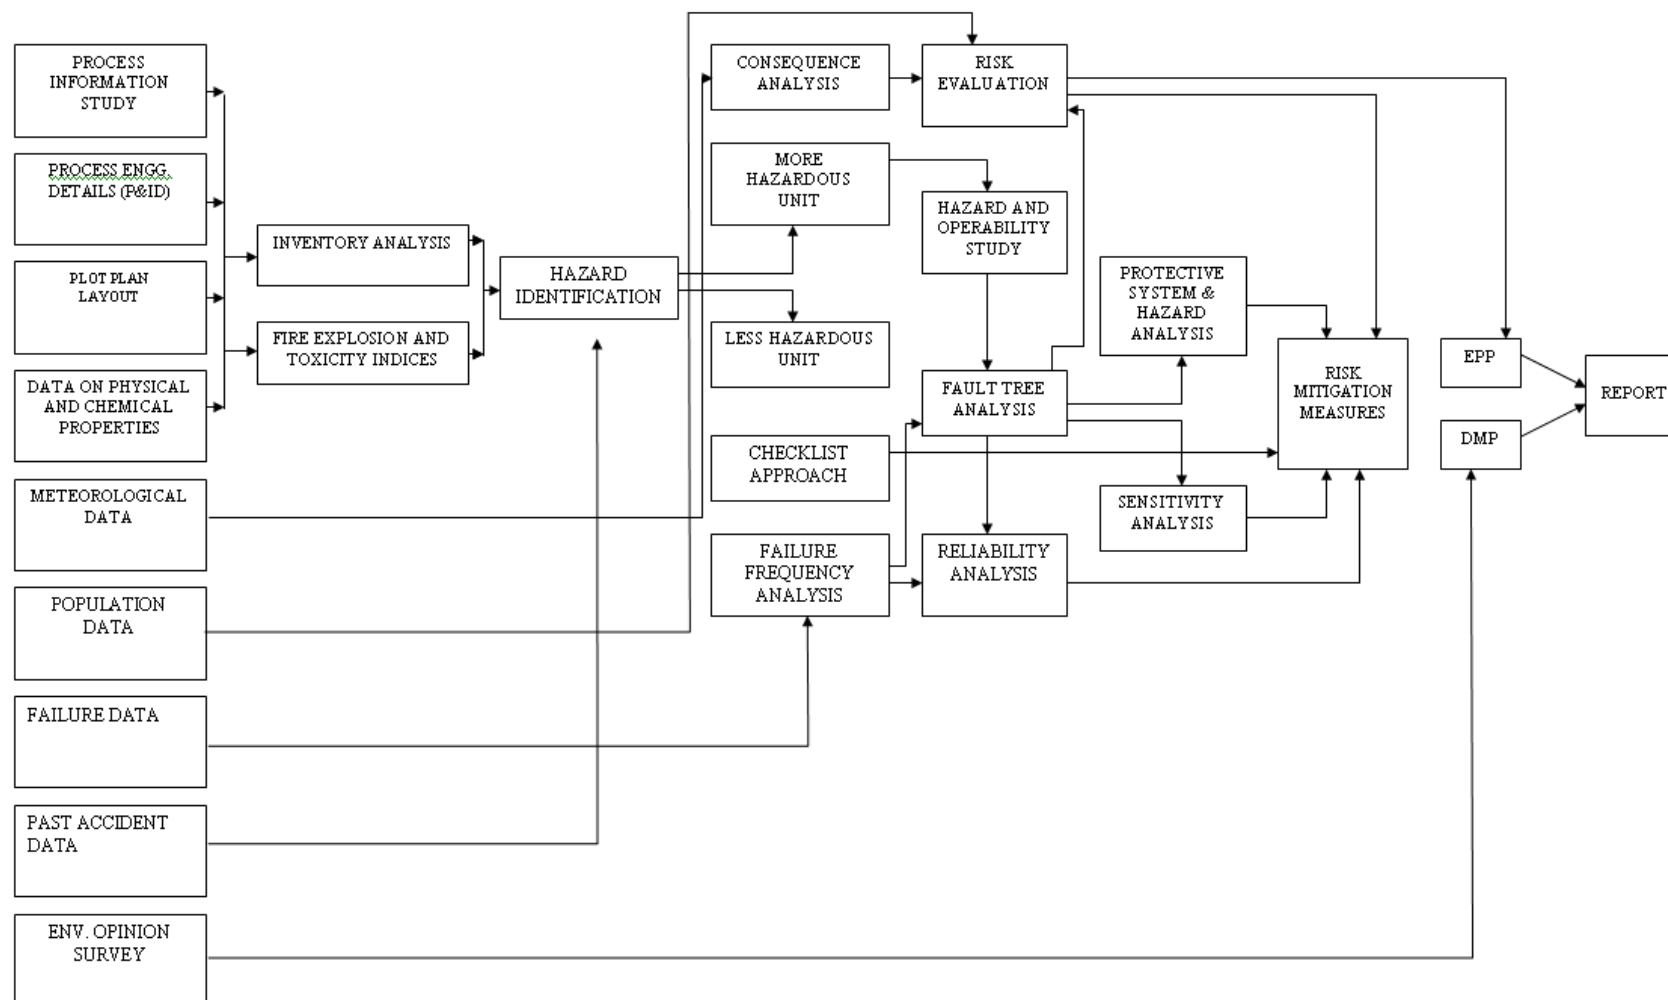 PROCESS
INFORMATION
STUDY
PROCESS ENGG.
DETAILS (P&ID)
PLOT PLAN
LAYOUT
DATA ON PHYSICAL
AND CHEMICAL
PROPERTIES
METEOROLOGICAL
DATA
POPULATION
DATA
FAILURE DATA
PAST ACCIDENT
DATA
ENV. OPINION
SURVEY
INVENTORY ANALYSIS
FIRE EXPLOSION AND
TOXICITY INDICES
HAZARD
IDENTIFICATION
CONSEQUENCE
ANALYSIS
MORE
HAZARDOUS
UNIT
LESS HAZARDOUS
UNIT
CHECKLIST
APPROACH
FAILURE
FREQUENCY
ANALYSIS
RISK
EVALUATION
HAZARD AND
OPERABILITY
STUDY
FAULT TREE
ANALYSIS
RELIABILITY
ANALYSIS
PROTECTIVE
SYSTEM &
HAZARD
ANALYSIS
SENSITIVITY
ANALYSIS
RISK
MITIGATION
MEASURES
EPP
DMP
REPORT